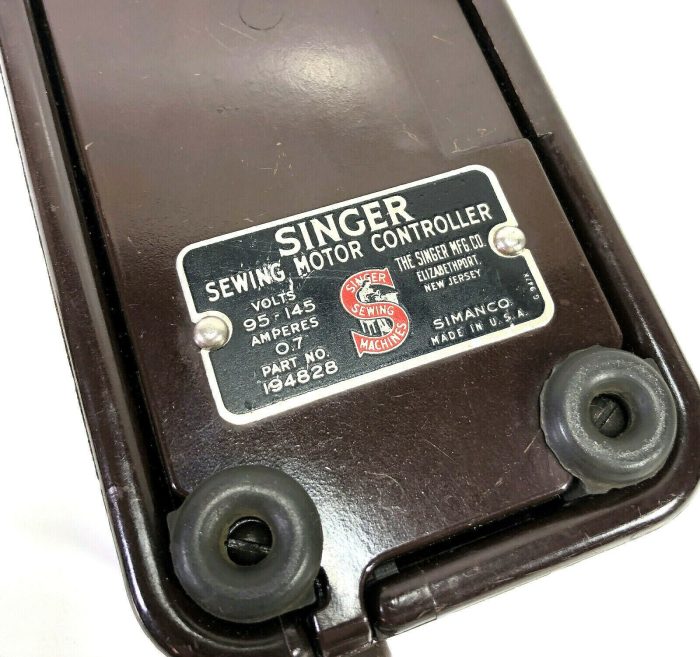 SINGER
SEWING MOTOR CONTROLLER
VOLTS
95-145
AMPERES
0.7
PART NO.
194828
SINGER
SEWING
MACHINES
THE SINGER MFG. CO.
ELIZABETHPORT,
NEW JERSEY
SIMANCO
MADE IN U.S.A.